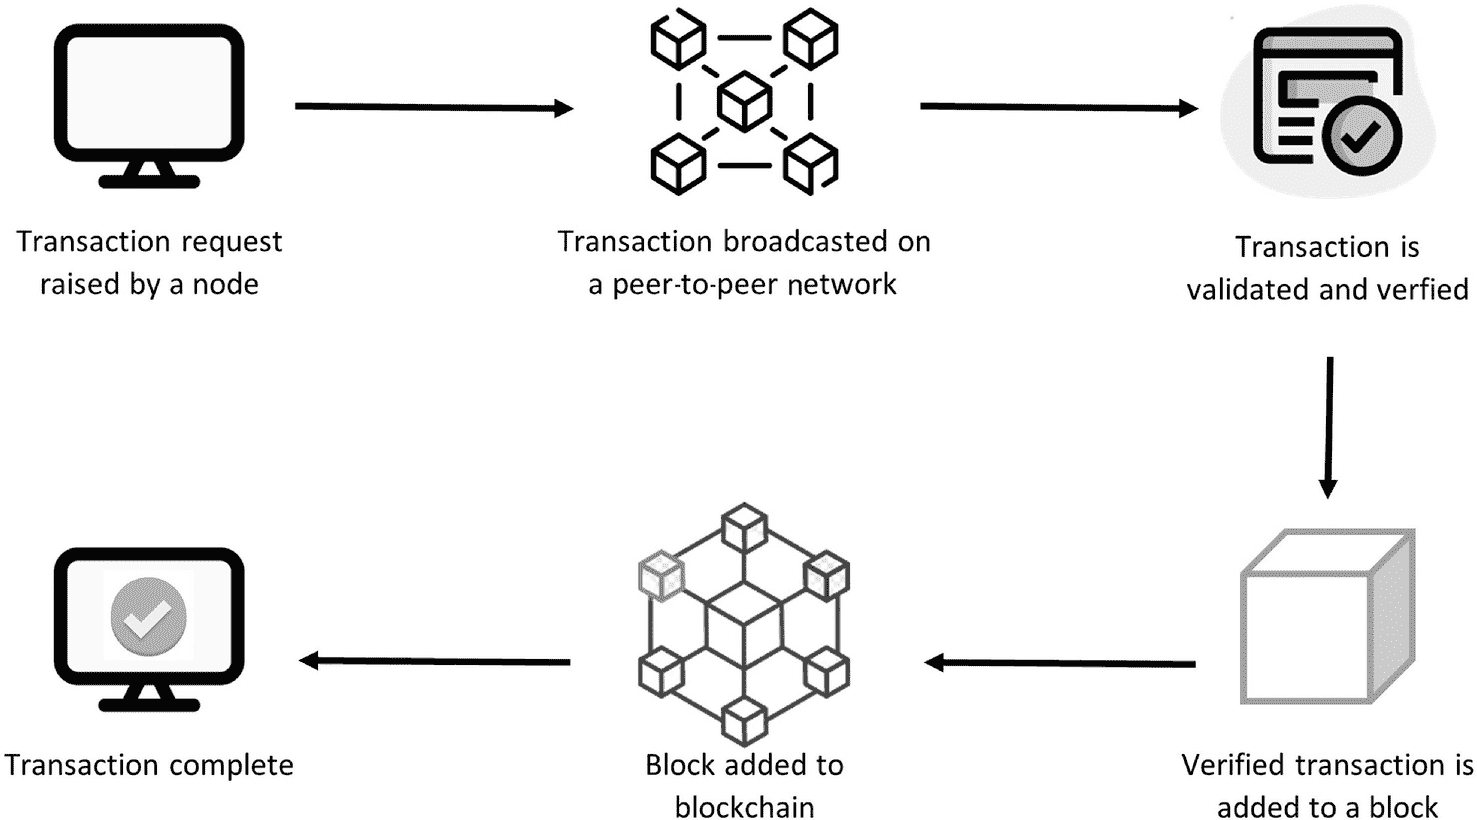 Transaction request
raised by a node
Transaction broadcasted on
a peer-to-peer network
Transaction is
validated and verfied
Verified transaction is
added to a block
Block added to
blockchain
Transaction complete